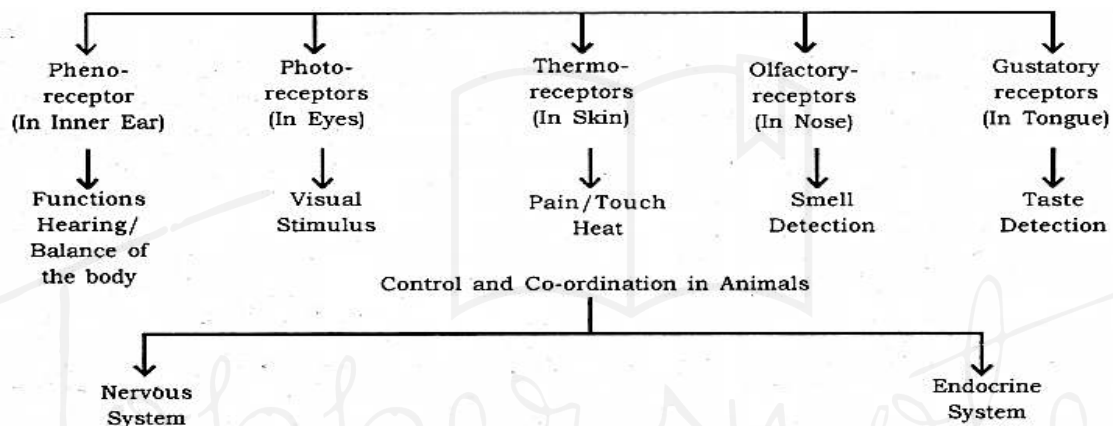 Pheno-
receptor
(In Inner Ear)
Photo-
receptors
(In Eyes)
Thermo-
receptors
(In Skin)
Olfactory-
receptors
(In Nose)
Gustatory
receptors
(In Tongue)
Functions
Hearing/
Balance of
the body
Visual
Stimulus
Pain/Touch
Heat
Smell
Detection
Taste
Detection
Control and Co-ordination in Animals
Nervous
System
Endocrine
System